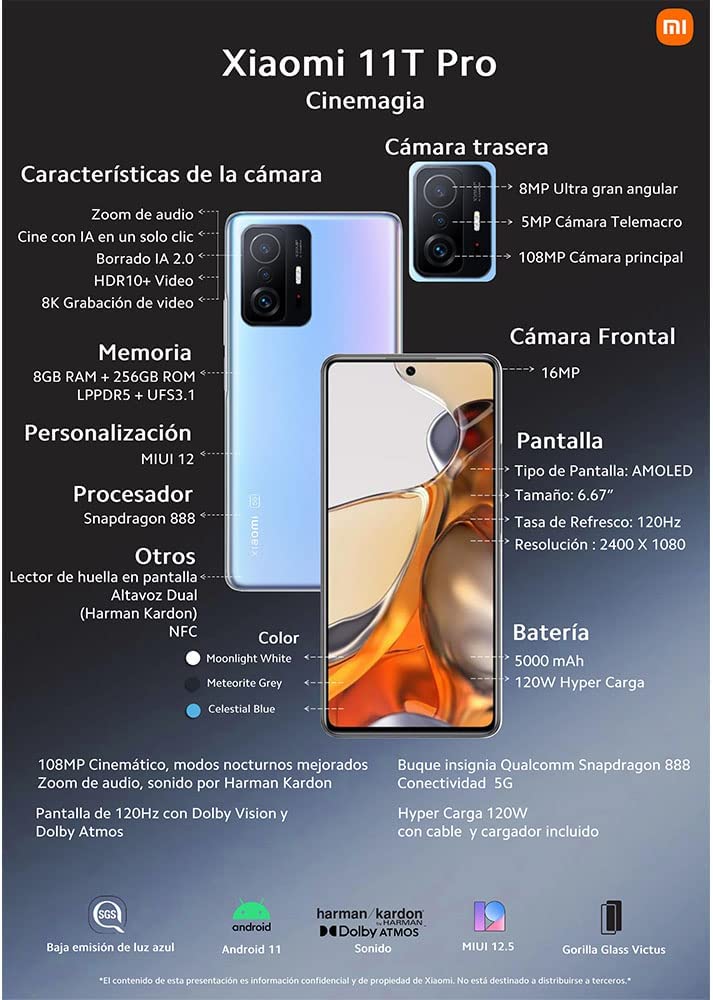 mi
Xiaomi 11T Pro
Cinemagia
Características de la cámara
Zoom de audio
Cine con IA en un solo clic
Borrado IA 2.0
HDR10+ Video
8K Grabación de video
Memoria
8GB RAM + 256GB ROM
LPPDR5 + UFS3.1
Personalización
MIUI 12
Procesador
Snapdragon 888
Otros
Lector de huella en pantalla
Altavoz Dual
(Harman Kardon)
NFC
Color
Moonlight White
Meteorite Grey
Celestial Blue
xiaomi 5G
Cámara trasera
8MP Ultra gran angular
5MP Cámara Telemacro
108MP Cámara principal
Cámara Frontal
16MP
Pantalla
Tipo de Pantalla: AMOLED
Tamaño: 6.67”
Tasa de Refresco: 120Hz
Resolución : 2400 X 1080
Batería
5000 mAh
120W Hyper Carga
108MP Cinemático, modos nocturnos mejorados
Zoom de audio, sonido por Harman Kardon
Pantalla de 120Hz con Dolby Vision y
Dolby Atmos
Buque insignia Qualcomm Snapdragon 888
Conectividad 5G
Hyper Carga 120W
con cable y cargador incluido
SGS
Baja emisión de luz azul
android
Android 11
harman/kardon
by HARMAN
Dolby ATMOS
Sonido
MIUI 12.5
Gorilla Glass Victus
*El contenido de esta presentación es información confidencial y de propiedad de Xiaomi. No está destinado a distribuirse a terceros.*